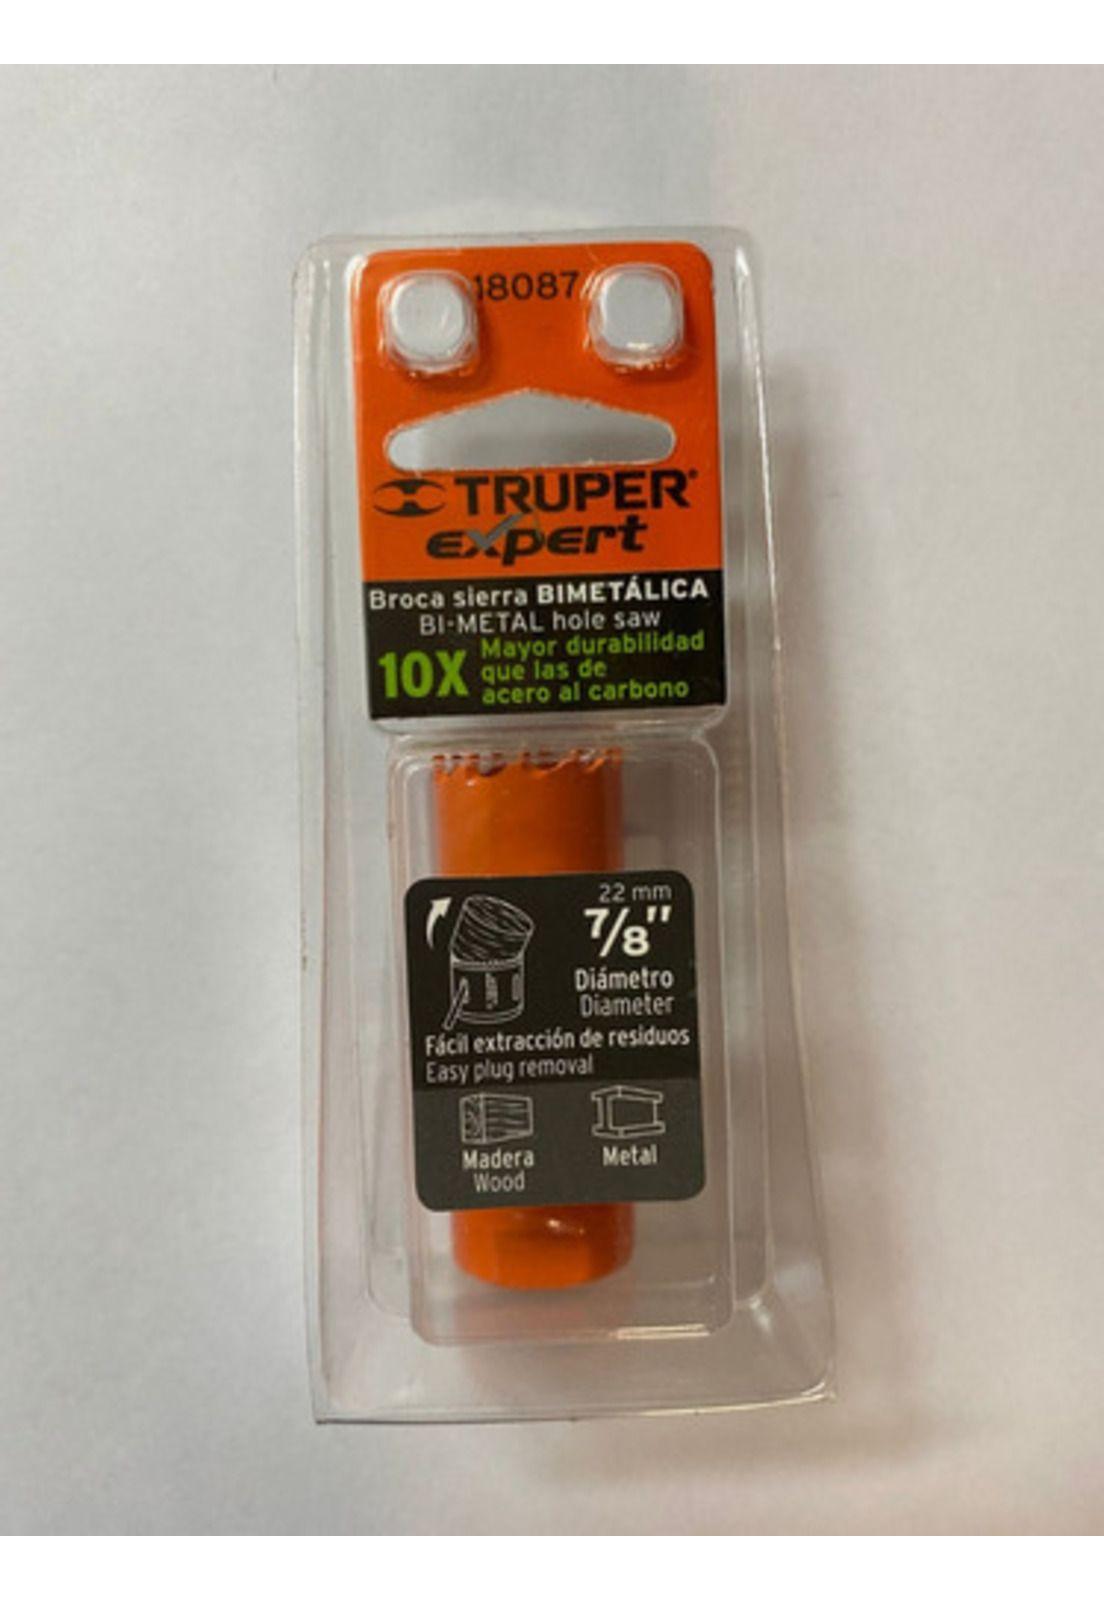 18087
TRUPER®
expert
Broca sierra BIMETÁLICA
BI-METAL hole saw
10X
Mayor durabilidad
que las de
acero al carbono
22 mm
7/8"
Diámetro
Diameter
Fácil extracción de residuos
Easy plug removal
Madera
Wood
Metal